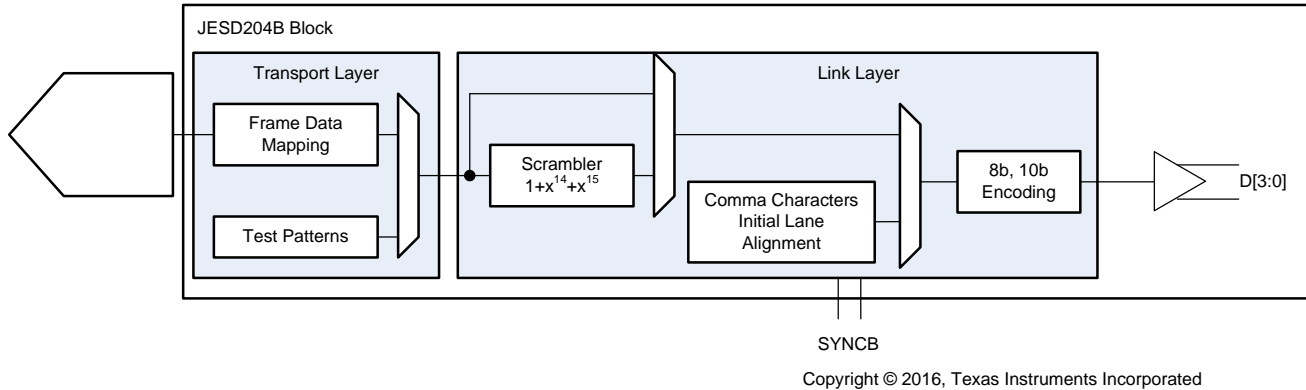 JESD204B Block
Transport Layer
Link Layer
Frame Data
Mapping
Test Patterns
Scrambler
1+x¹⁴+x¹⁵
Comma Characters
Initial Lane
Alignment
8b, 10b
Encoding
D[3:0]
SYNCB
Copyright © 2016, Texas Instruments Incorporated